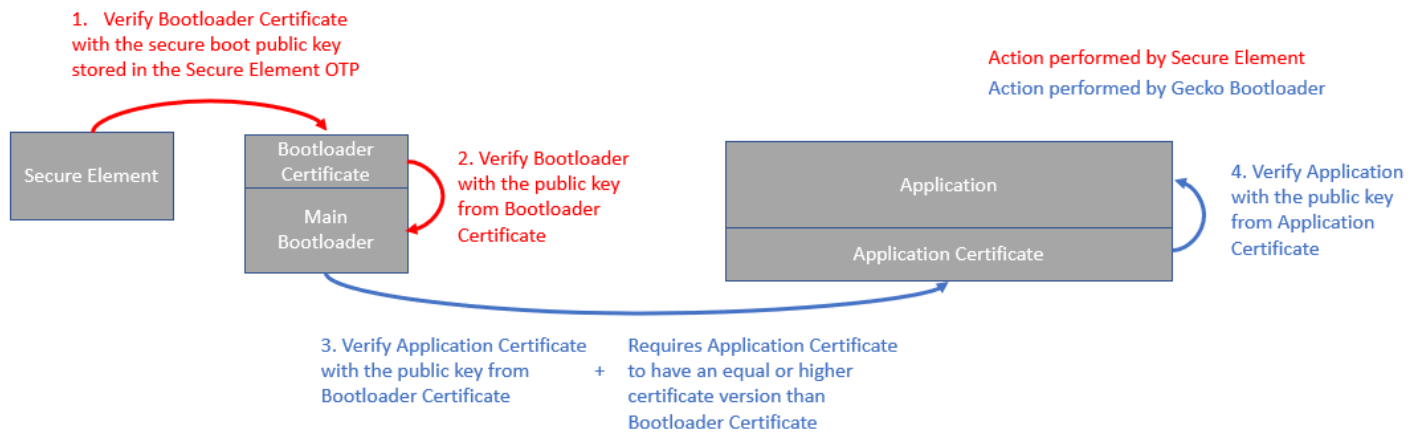 1. Verify Bootloader Certificate
with the secure boot public key
stored in the Secure Element OTP
Action performed by Secure Element
Action performed by Gecko Bootloader
Secure Element
Bootloader
Certificate
Main
Bootloader
2. Verify Bootloader
with the public key
from Bootloader
Certificate
Application
Application Certificate
4. Verify Application
with the public key
from Application
Certificate
3. Verify Application Certificate
with the public key from
Bootloader Certificate
+
Requires Application Certificate
to have an equal or higher
certificate version than
Bootloader Certificate